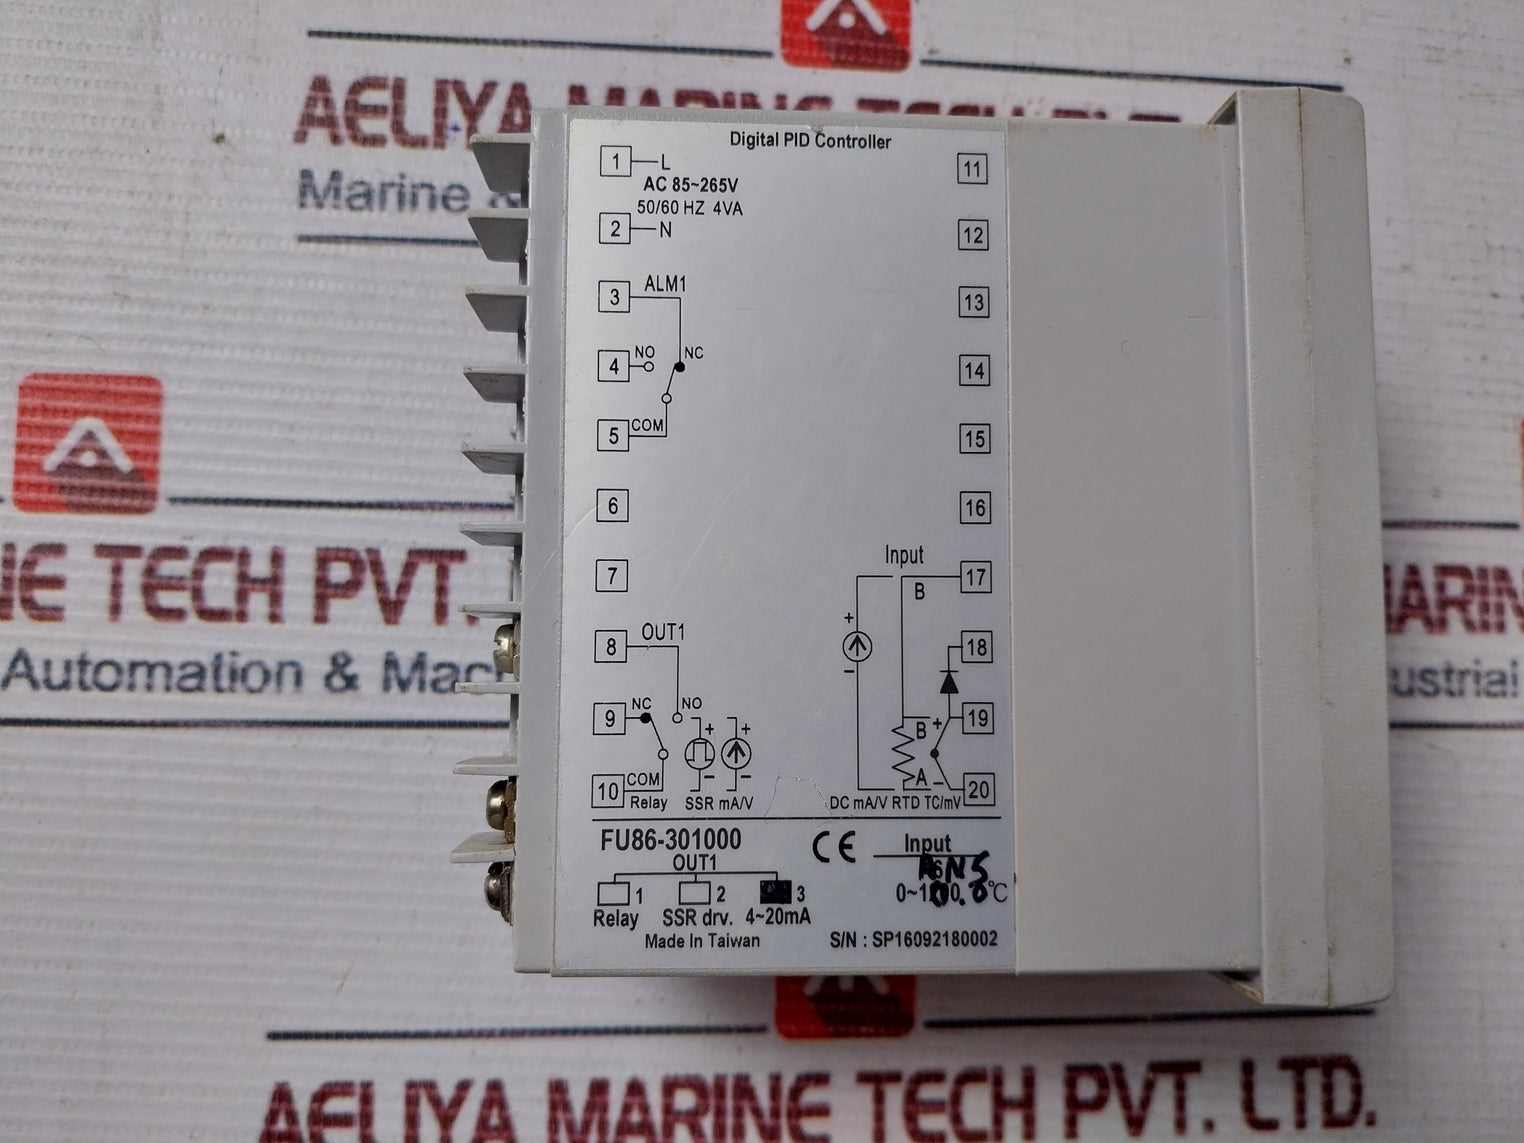 AELIYA MARINE TECH PVT
Marine &
Digital PID Controller
1 L
AC 85~265V
50/60 HZ 4VA
2 N
3 ALM1
4 NO NC
5 COM
6
7
8 OUT1
9 NC NO
10 COM
Relay SSR mA/V
+ +
− −
11
12
13
14
15
16
Input
17
B
+
−
18
19
B +
A −
20
DC mA/V RTD TC/mV
FU86-301000
OUT1
1 2 3
Relay SSR drv. 4~20mA
Made In Taiwan
CE
Input
°C
S/N : SP16092180002
NE TECH PVT.
Automation & Mac
MARIN
ustrial
AELIYA MARINE TECH PVT. LTD.